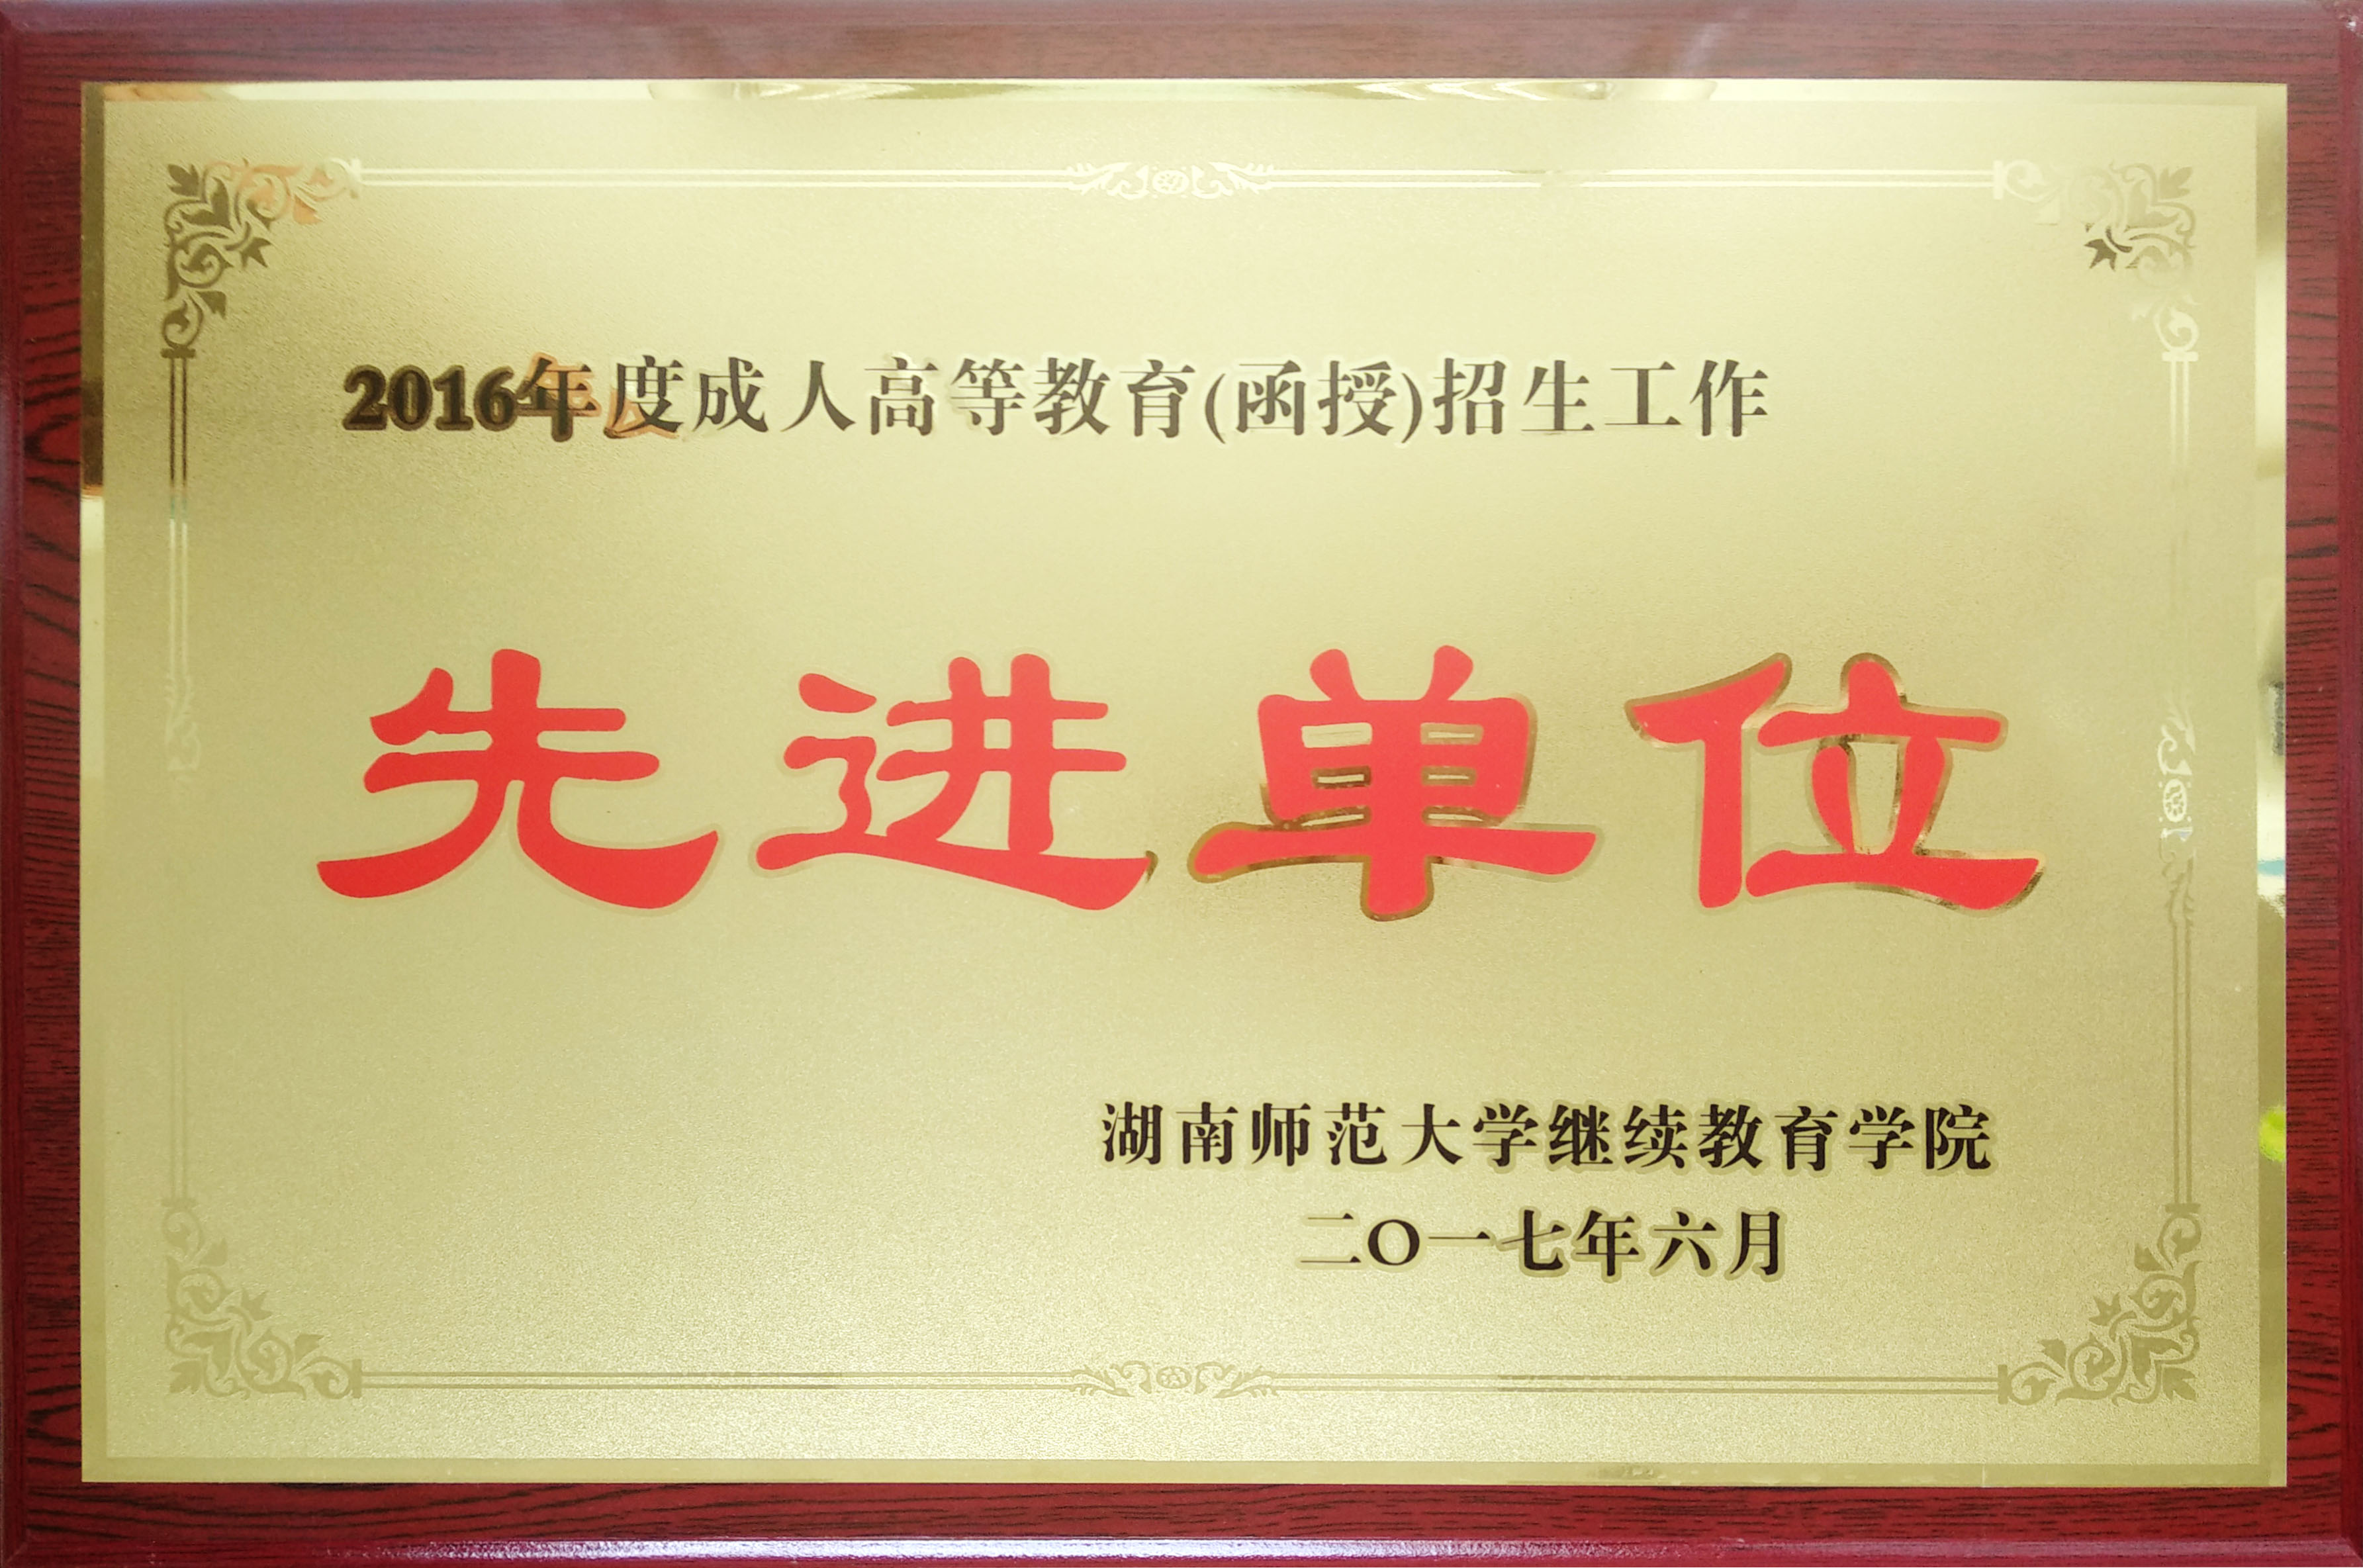 2016年度成人高等教育(函授)招生工作
先进单位
湖南师范大学继续教育学院
二O一七年六月